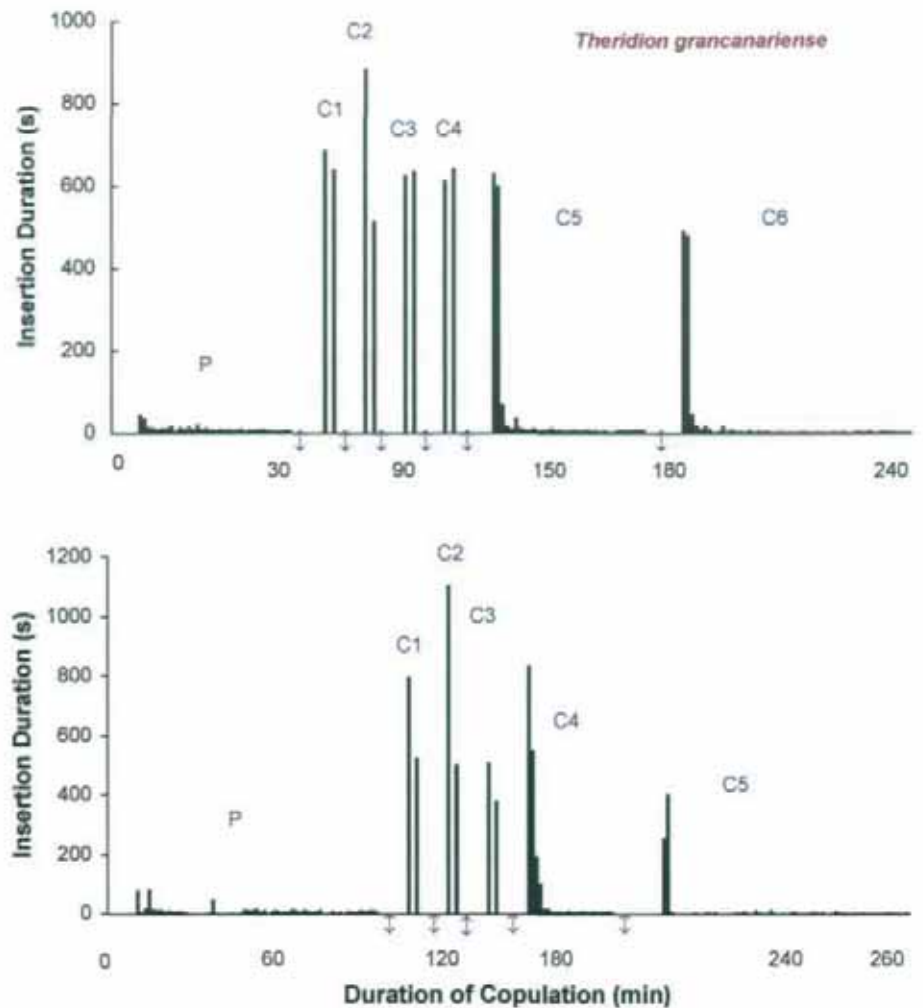 1000
C2
Theridion grancanariense
800
C1
C3
C4
600
C5
C6
400
200
P
0
0
30
90
150
180
240
Insertion Duration (s)
1200
C2
1000
C3
C1
800
C4
600
C5
400
P
200
0
0
60
120
180
240
260
Insertion Duration (s)
Duration of Copulation (min)